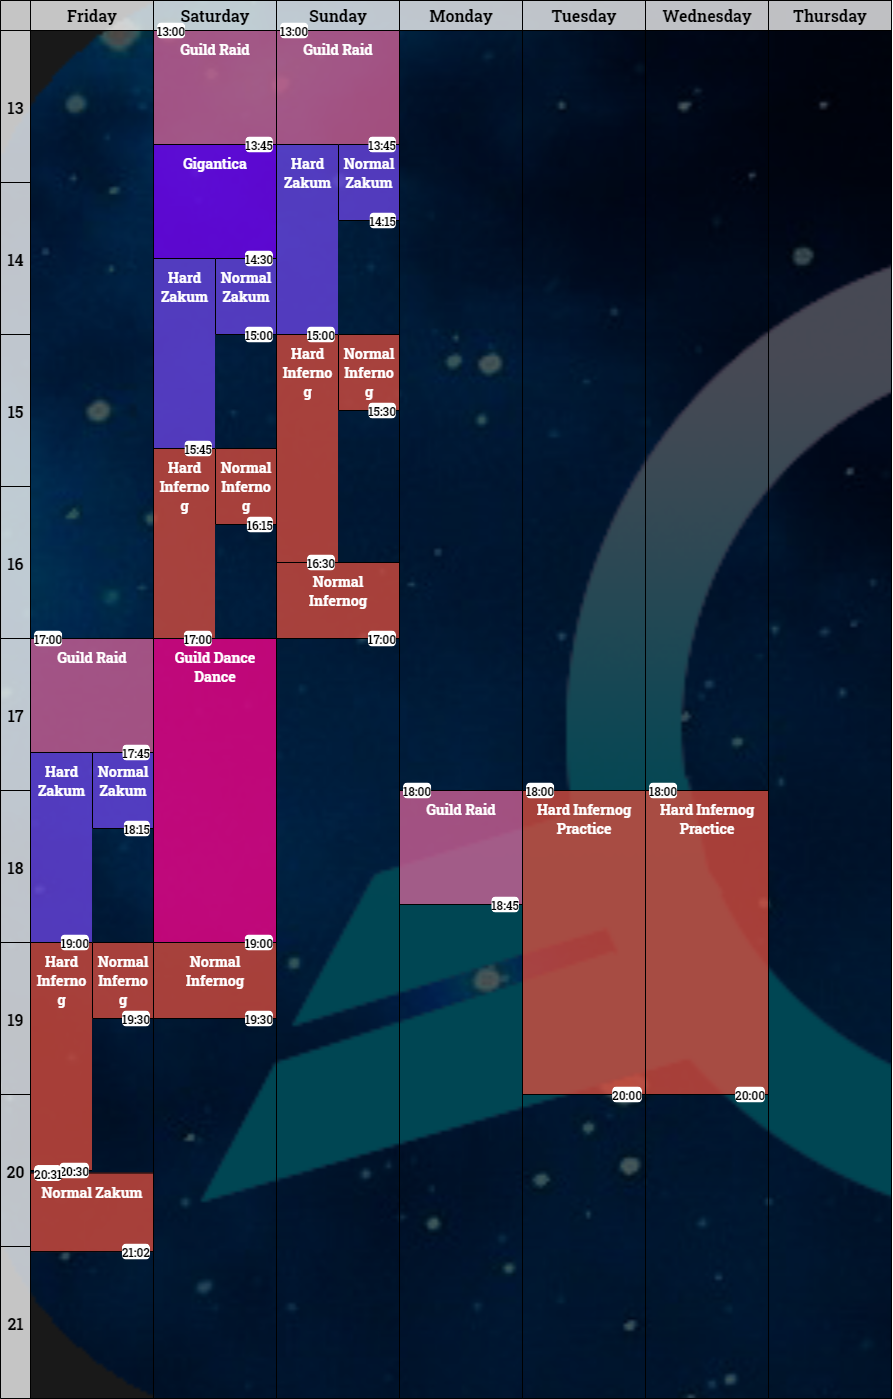 Friday Saturday Sunday Monday Tuesday Wednesday Thursday
13:00 13:00
Guild Raid Guild Raid
13
13:45 13:45
Gigantica
Hard Normal
Zakum Zakum
14:15
14
14:30
Hard Normal
Zakum Zakum
15:00 15:00
Hard Normal
Inferno Inferno
g g
15
15:30
15:45
Hard Normal
Inferno Inferno
g g
16:15
16
16:30
Normal
Infernog
17:00 17:00 17:00
Guild Raid Guild Dance
Dance
17
17:45
Hard Normal
Zakum Zakum
18:00 18:00 18:00
Guild Raid Hard Infernog Hard Infernog
Practice Practice
18:15
18
18:45
19:00 19:00
Hard Normal Normal
Inferno Inferno Infernog
g g
19
19:30 19:30
20:00 20:00
20
20:31 20:30
Normal Zakum
21:02
21